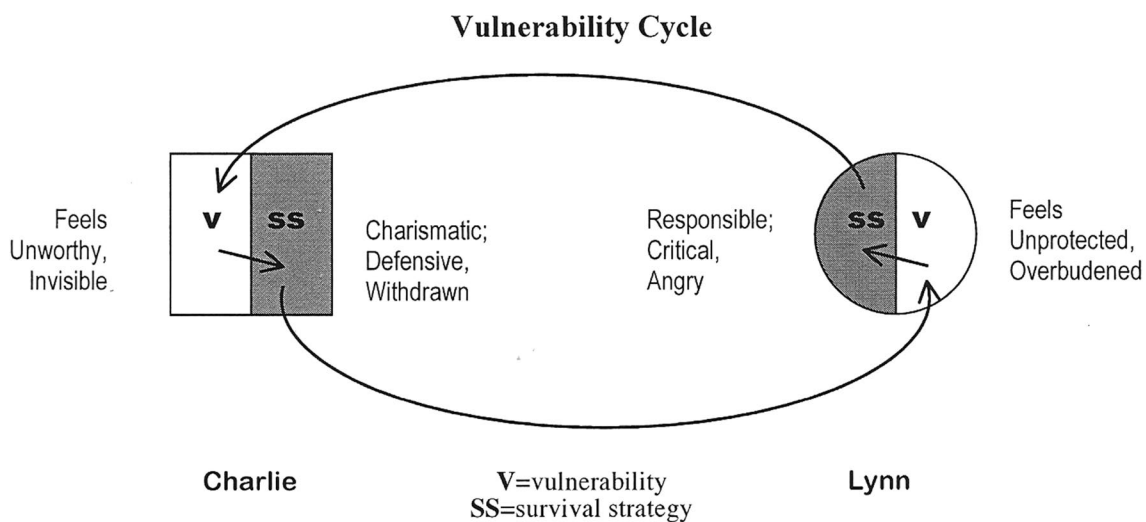 Vulnerability Cycle
Feels
Unworthy,
Invisible
v
ss
Charismatic;
Defensive,
Withdrawn
Responsible;
Critical,
Angry
ss
v
Feels
Unprotected,
Overbudened
Charlie
V=vulnerability
SS=survival strategy
Lynn